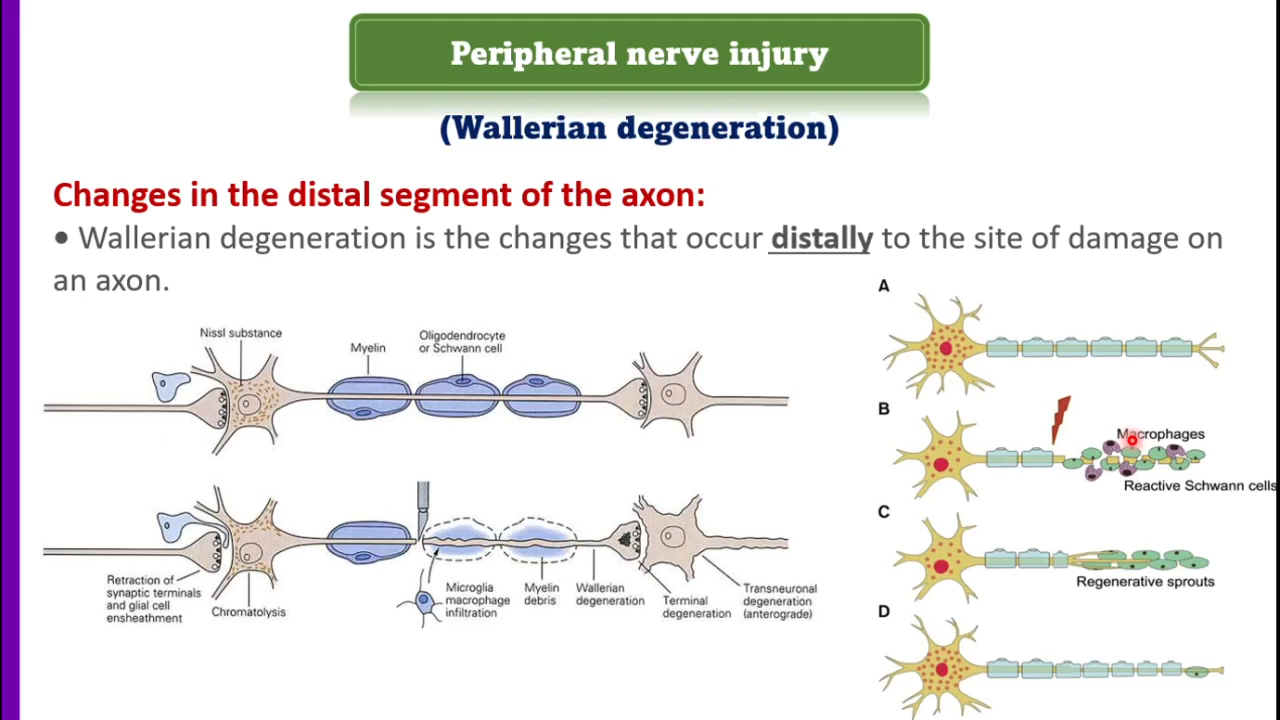 Peripheral nerve injury
(Wallerian degeneration)
Changes in the distal segment of the axon:
• Wallerian degeneration is the changes that occur distally to the site of damage on
an axon.
Nissl substance
Myelin
Oligodendrocyte
or Schwann cell
Retraction of
synaptic terminals
and glial cell
ensheathment
Chromatolysis
Microglia
macrophage
infiltration
Myelin
debris
Wallerian
degeneration
Terminal
degeneration
Transneuronal
degeneration
(anterograde)
A
B
Macrophages
Reactive Schwann cells
C
Regenerative sprouts
D